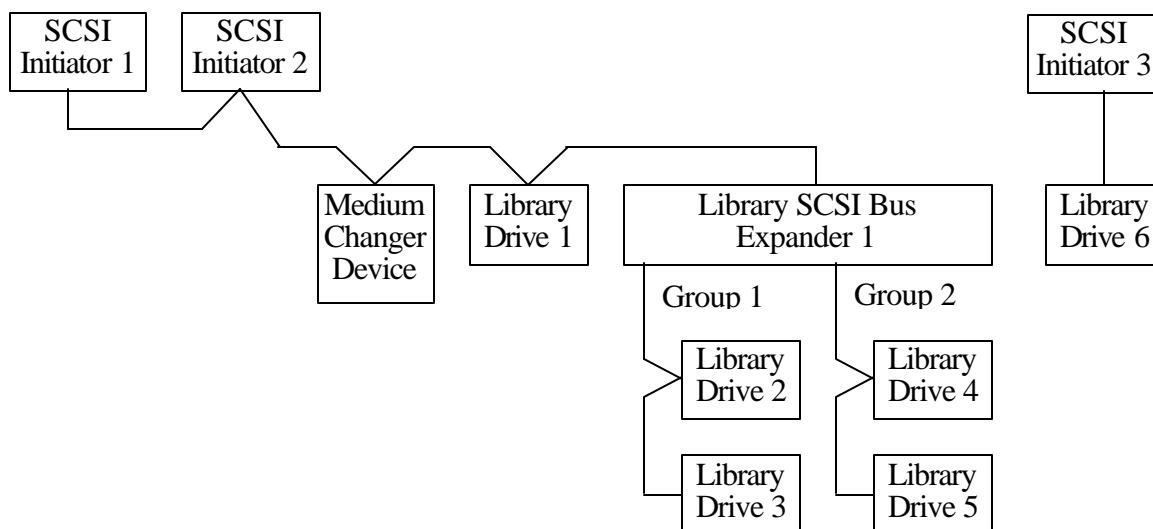 SCSI
Initiator 1
SCSI
Initiator 2
SCSI
Initiator 3
Medium
Changer
Device
Library
Drive 1
Library SCSI Bus
Expander 1
Library
Drive 6
Group 1
Group 2
Library
Drive 2
Library
Drive 4
Library
Drive 3
Library
Drive 5